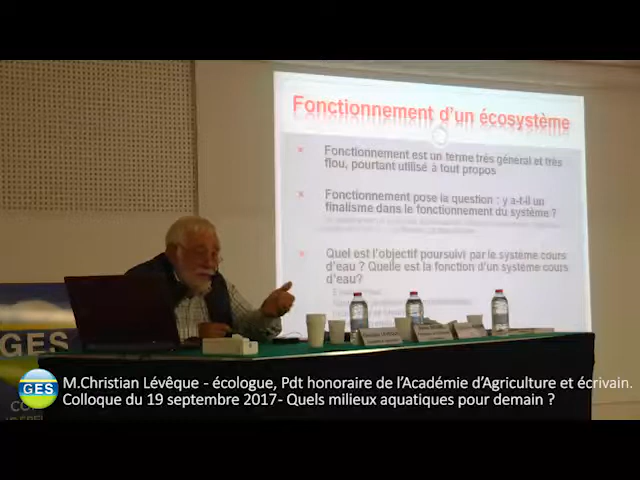 Fonctionnement d'un écosystème
Fonctionnement est un terme très général et très
flou, pourtant utilisé à tout propos
Fonctionnement pose la question : y a-t-il un
finalisme dans le fonctionnement du système ?
Quel est l'objectif poursuivi par le système cours
d'eau ? Quelle est la fonction d'un système cours
d'eau?
GES
GES
M.Christian Lévêque - écologue, Pdt honoraire de l'Académie d'Agriculture et écrivain.
Colloque du 19 septembre 2017- Quels milieux aquatiques pour demain ?